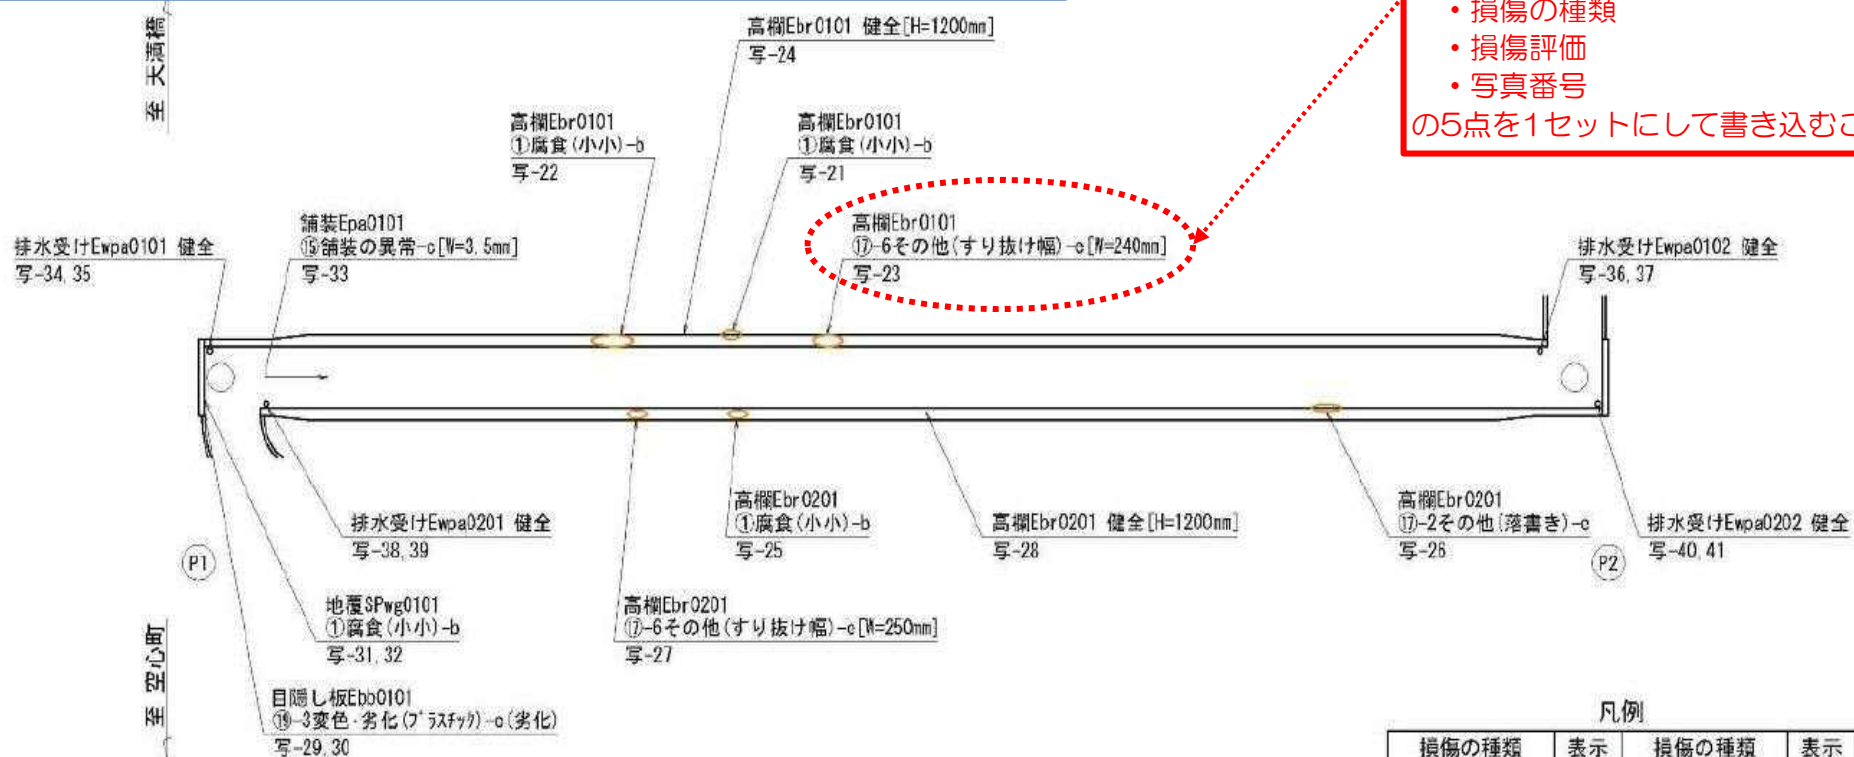 ・損傷の種類
・損傷評価
・写真番号
の5点を1セットにして書き込むこ
至 天満橋
高欄Ebr0101 健全[H=1200mm]
写-24
高欄Ebr0101
①腐食(小小)-b
写-22
高欄Ebr0101
①腐食(小小)-b
写-21
高欄Ebr0101
⑰-6その他(すり抜け幅)-e[W=240mm]
写-23
舗装Epa0101
⑮舗装の異常-c[W=3.5mm]
写-33
排水受けEwpa0101 健全
写-34,35
排水受けEwpa0102 健全
写-36,37
排水受けEwpa0201 健全
写-38,39
高欄Ebr0201
①腐食(小小)-b
写-25
高欄Ebr0201 健全[H=1200mm]
写-28
高欄Ebr0201
⑰-2その他(落書き)-e
写-26
排水受けEwpa0202 健全
写-40,41
P1
P2
地覆SPwg0101
①腐食(小小)-b
写-31,32
高欄Ebr0201
⑰-6その他(すり抜け幅)-e[W=250mm]
写-27
至 空心町
目隠し板Ebb0101
⑲-3変色・劣化(プラスチック)-e(劣化)
写-29,30
凡例
損傷の種類 表示 損傷の種類 表示